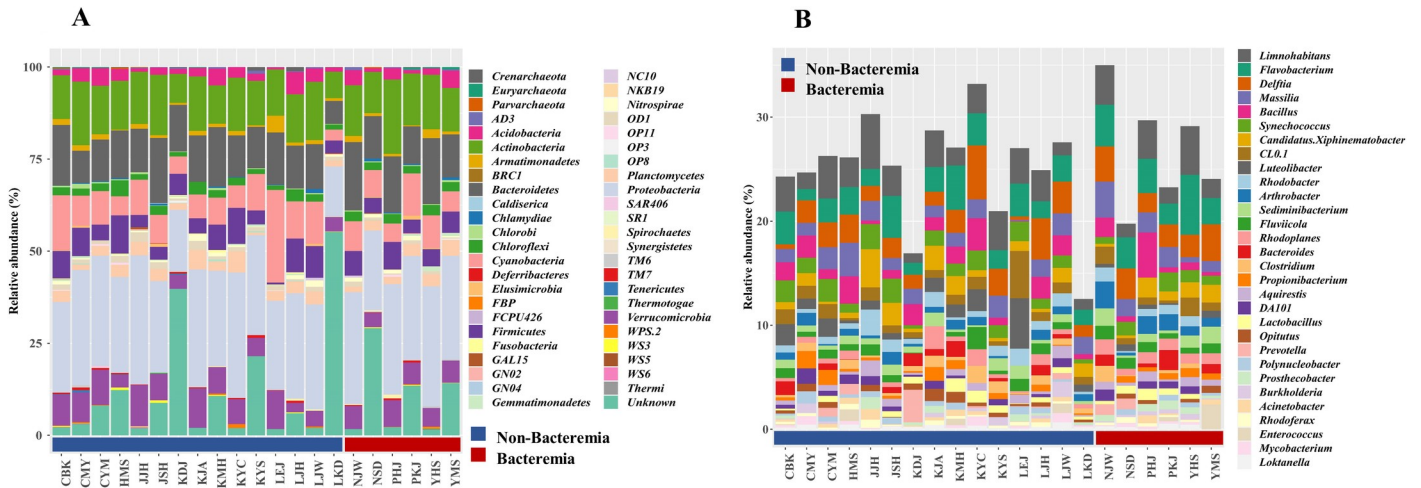 A
Relative abundance (%)
100
75
50
25
0
CBK CMY CYM HMS JJH JSH KDJ KJA KMH KYC KYS LEJ LJH LJW LKD NJW NSD PHJ PKJ YHS YMS
Crenarchaeota
Euryarchaeota
Parvarchaeota
AD3
Acidobacteria
Actinobacteria
Armatimonadetes
BRC1
Bacteroidetes
Caldiserica
Chlamydiae
Chlorobi
Chloroflexi
Cyanobacteria
Deferribacteres
Elusimicrobia
FBP
FCPU426
Firmicutes
Fusobacteria
GAL15
GN02
GN04
Gemmatimonadetes
NC10
NKB19
Nitrospirae
OD1
OP11
OP3
OP8
Planctomycetes
Proteobacteria
SAR406
SR1
Spirochaetes
Synergistetes
TM6
TM7
Tenericutes
Thermotogae
Verrucomicrobia
WPS.2
WS3
WS5
WS6
Thermi
Unknown
Non-Bacteremia
Bacteremia
B
Non-Bacteremia
Bacteremia
Relative abundance (%)
30
20
10
0
CBK CMY CYM HMS JJH JSH KDJ KJA KMH KYC KYS LEJ LJH LJW LKD NJW NSD PHJ PKJ YHS YMS
Limnohabitans
Flavobacterium
Delftia
Massilia
Bacillus
Synechococcus
Candidatus.Xiphinematobacter
CL0.1
Luteolibacter
Rhodobacter
Arthrobacter
Sediminibacterium
Fluviicola
Rhodoplanes
Bacteroides
Clostridium
Propionibacterium
Aquirestis
DA101
Lactobacillus
Opitutus
Prevotella
Polynucleobacter
Prosthecobacter
Burkholderia
Acinetobacter
Rhodoferax
Enterococcus
Mycobacterium
Loktanella